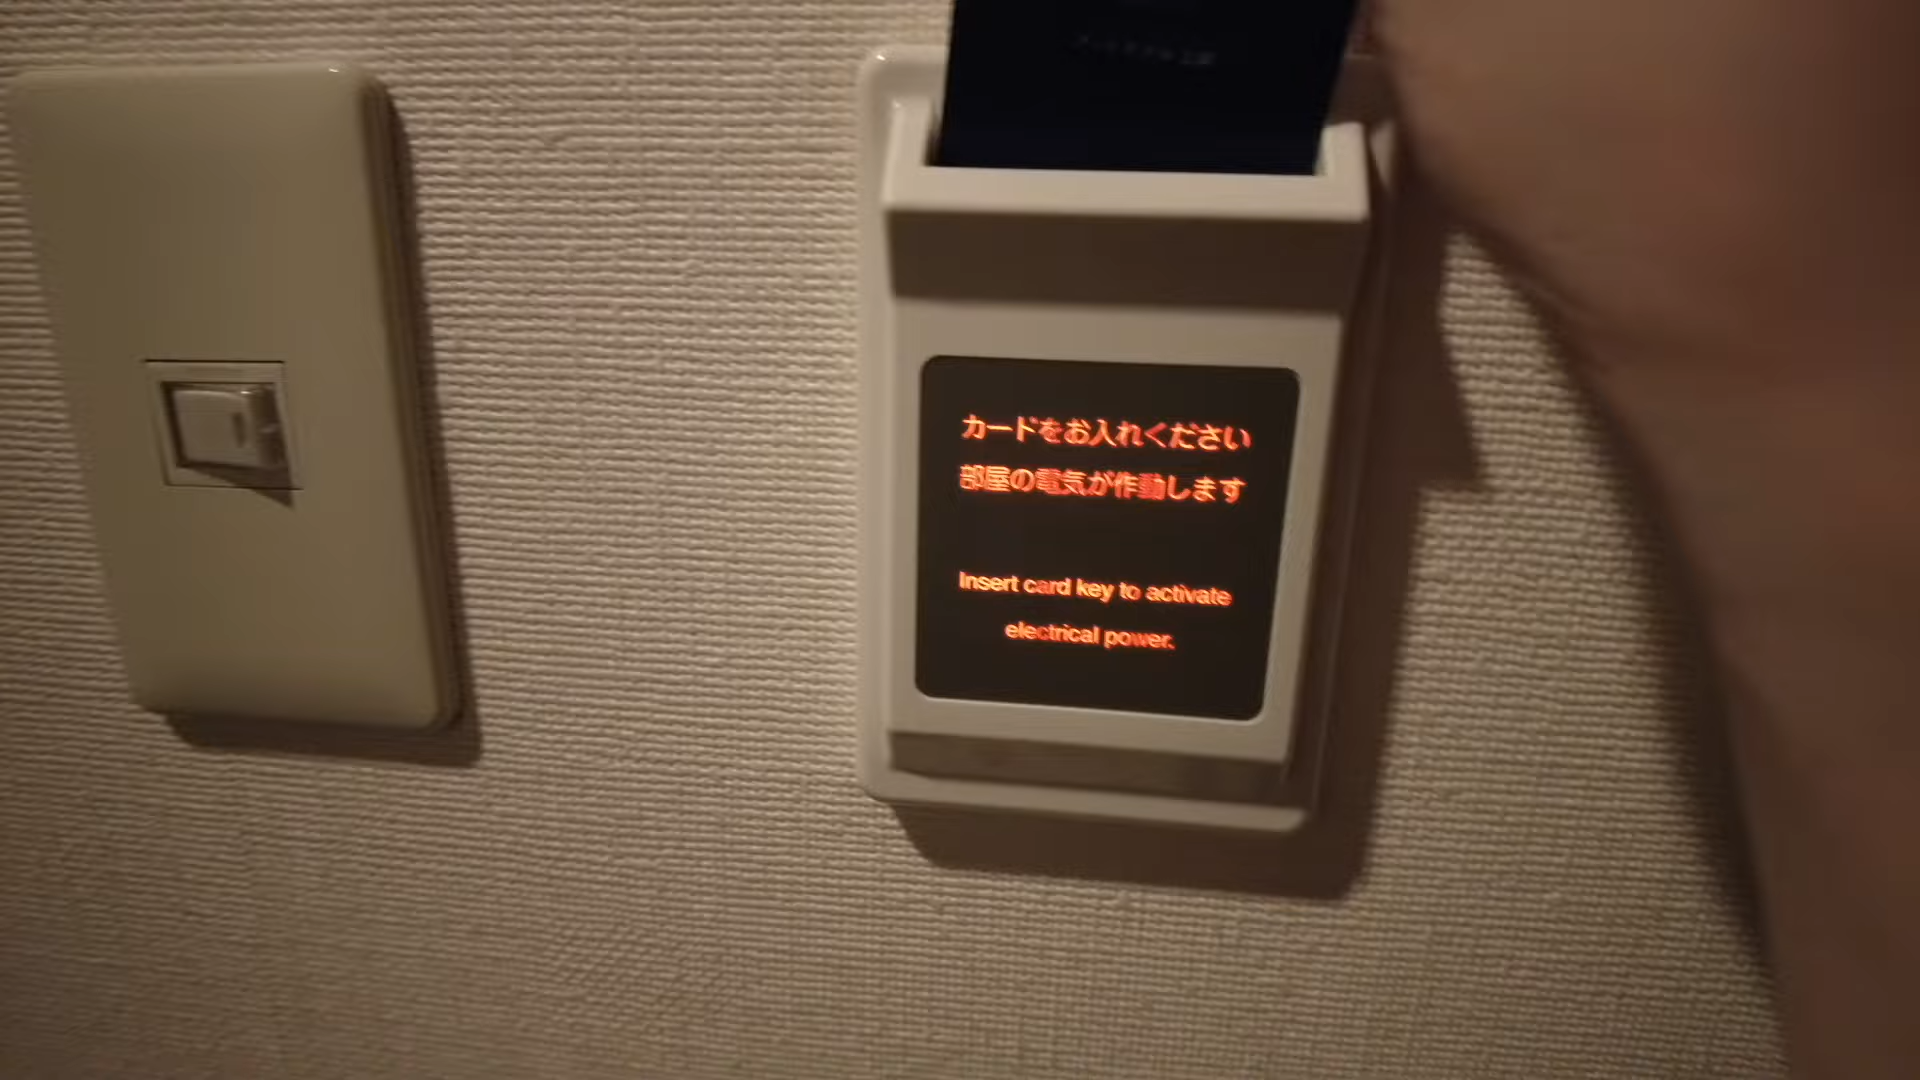 カードをお入れください
部屋の電気が作動します
Insert card key to activate
electrical power.